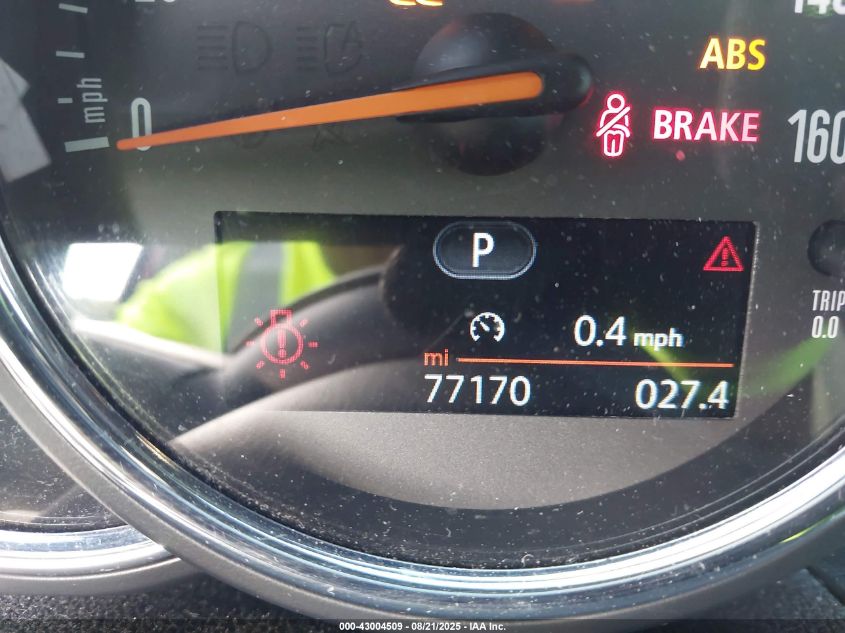 ABS
mph
0
BRAKE
160
P
TRIP
0.0
0.4 mph
mi
77170 027.4
000-43004509 - 08/21/2025 - IAA Inc.